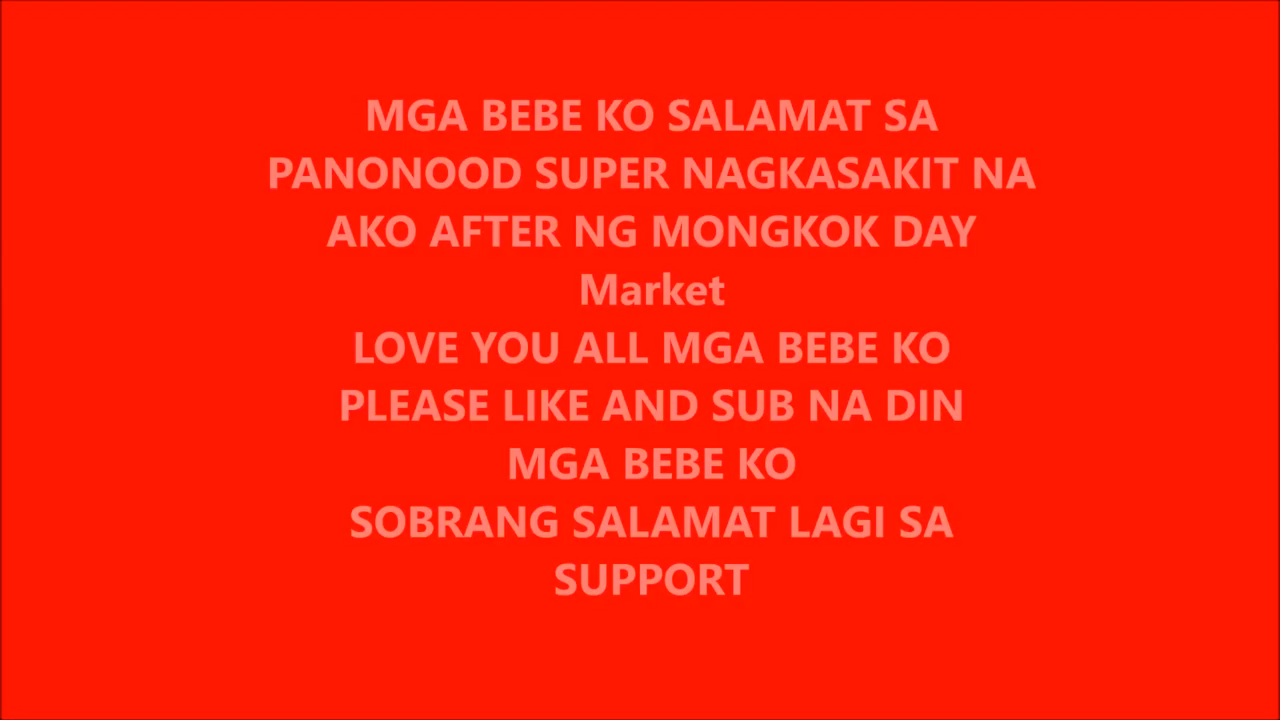 MGA BEBE KO SALAMAT SA
PANONOOD SUPER NAGKASAKIT NA
AKO AFTER NG MONGKOK DAY
Market
LOVE YOU ALL MGA BEBE KO
PLEASE LIKE AND SUB NA DIN
MGA BEBE KO
SOBRANG SALAMAT LAGI SA
SUPPORT